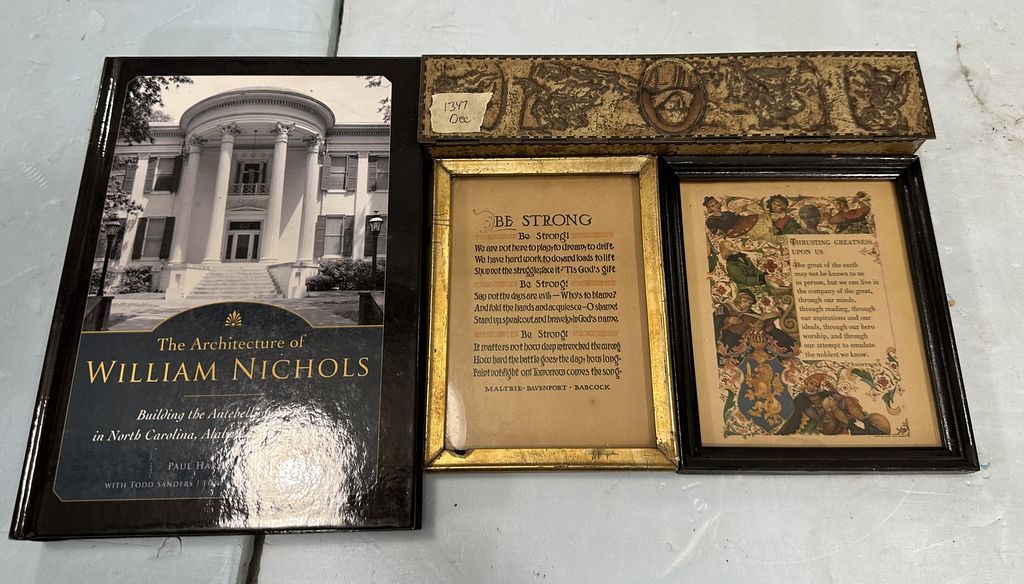 The Architecture of
WILLIAM NICHOLS
Building the
in North Carolina,
PAUL
WITH TODD SANDERS |
1347
Dec
BE STRONG
Be Strong!
We are not here to play to dream to drift.
We have hard work to do and loads to lift
Shun not the struggle; face it 'Tis God's gift
Be Strong!
Say not the days are evil — Who's to blame?
And fold the hands and acquiesce - O shame!
Stand up, speak out and bravely in God's name.
Be Strong!
It matters not how deep intrenched the wrong
How hard the battle goes the day how long.
Faint not fight on! Tomorrow comes the song.
MALTBIE · DAVENPORT · BABCOCK
THRUSTING GREATNESS
UPON US
The great of the earth
may not be known to us
in person, but we can live
in the company of the great,
through our minds,
through reading, through
our aspirations and our
ideals, through our hero
worship, and through
our attempt to emulate
the noblest we know.
ANONYMOUS